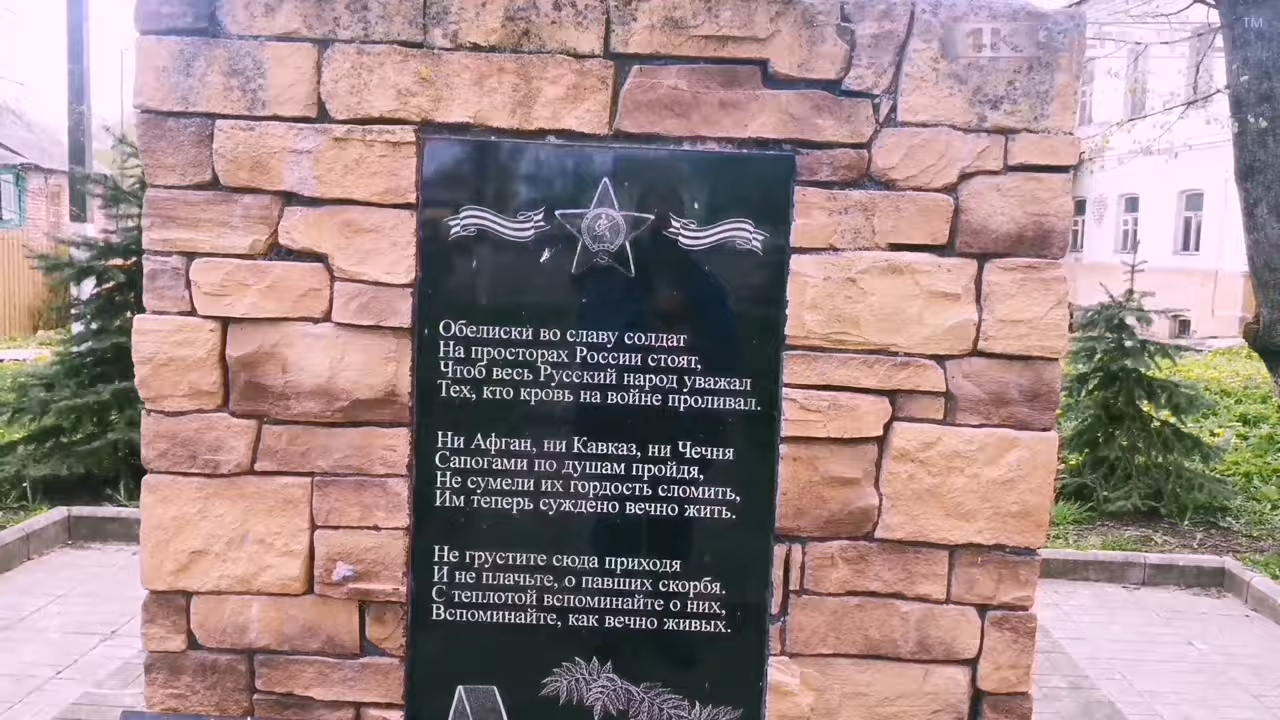 Обелиски во славу солдат
На просторах России стоят,
Чтоб весь Русский народ уважал
Тех, кто кровь на войне проливал.
Ни Афган, ни Кавказ, ни Чечня
Сапогами по душам пройдя,
Не сумели их гордость сломить,
Им теперь суждено вечно жить.
Не грустите сюда приходя
И не плачьте, о павших скорбя.
С теплотой вспоминайте о них,
Вспоминайте, как вечно живых.